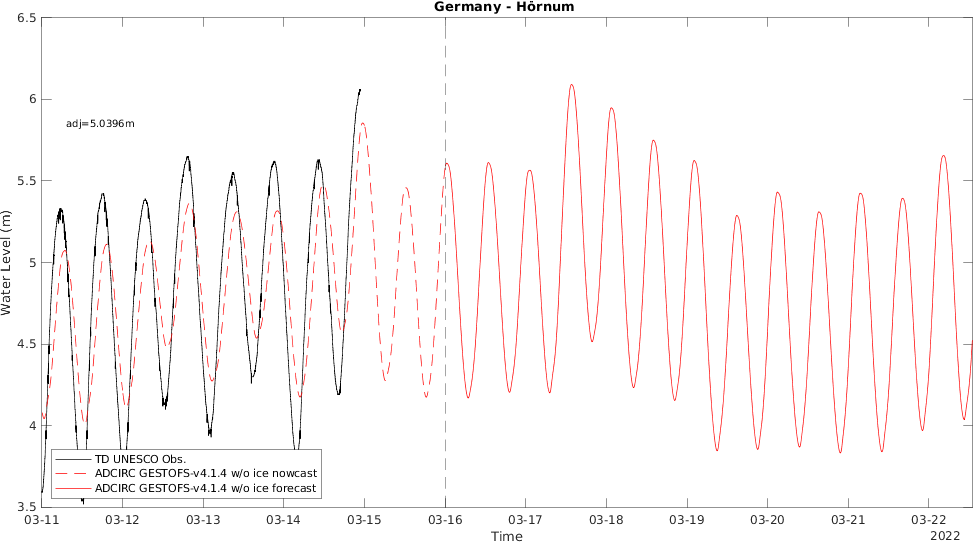 Germany - Hörnum
6.5
6
5.5
5
4.5
4
3.5
Water Level (m)
adj=5.0396m
TD UNESCO Obs.
ADCIRC GESTOFS-v4.1.4 w/o ice nowcast
ADCIRC GESTOFS-v4.1.4 w/o ice forecast
03-11 03-12 03-13 03-14 03-15 03-16 03-17 03-18 03-19 03-20 03-21 03-22
Time
2022